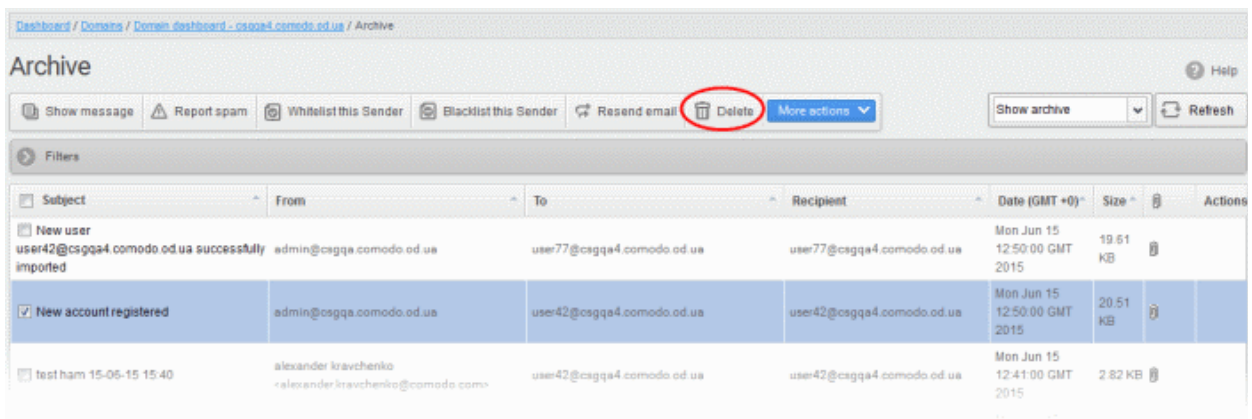 Dashboard / Domains / Domain dashboard - csgqa4.comodo.od.ua / Archive
Archive
Help
Show message Report spam Whitelist this Sender Blacklist this Sender Resend email Delete More actions Show archive Refresh
Filters
Subject From To Recipient Date (GMT +0) Size Actions
New user
user42@csgqa4.comodo.od.ua successfully
imported
admin@csgqa.comodo.od.ua user77@csgqa4.comodo.od.ua user77@csgqa4.comodo.od.ua
Mon Jun 15
12:50:00 GMT
2015
19.61
KB
New account registered admin@csgqa.comodo.od.ua user42@csgqa4.comodo.od.ua user42@csgqa4.comodo.od.ua
Mon Jun 15
12:50:00 GMT
2015
20.51
KB
test ham 15-06-15 15:40
alexander kravchenko
<alexander.kravchenko@comodo.com>
user42@csgqa4.comodo.od.ua user42@csgqa4.comodo.od.ua
Mon Jun 15
12:41:00 GMT
2015
2.82 KB